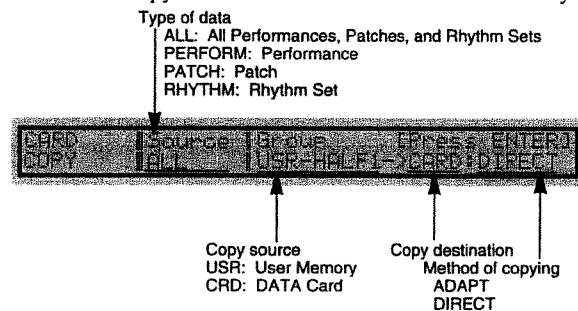 Type of data
ALL: All Performances, Patches, and Rhythm Sets
PERFORM: Performance
PATCH: Patch
RHYTHM: Rhythm Set
CARD Source Group [Press ENTER]
COPY ALL USR-HALF1->CARD:DIRECT
Copy source Copy destination
USR: User Memory Method of copying
CRD: DATA Card ADAPT
DIRECT